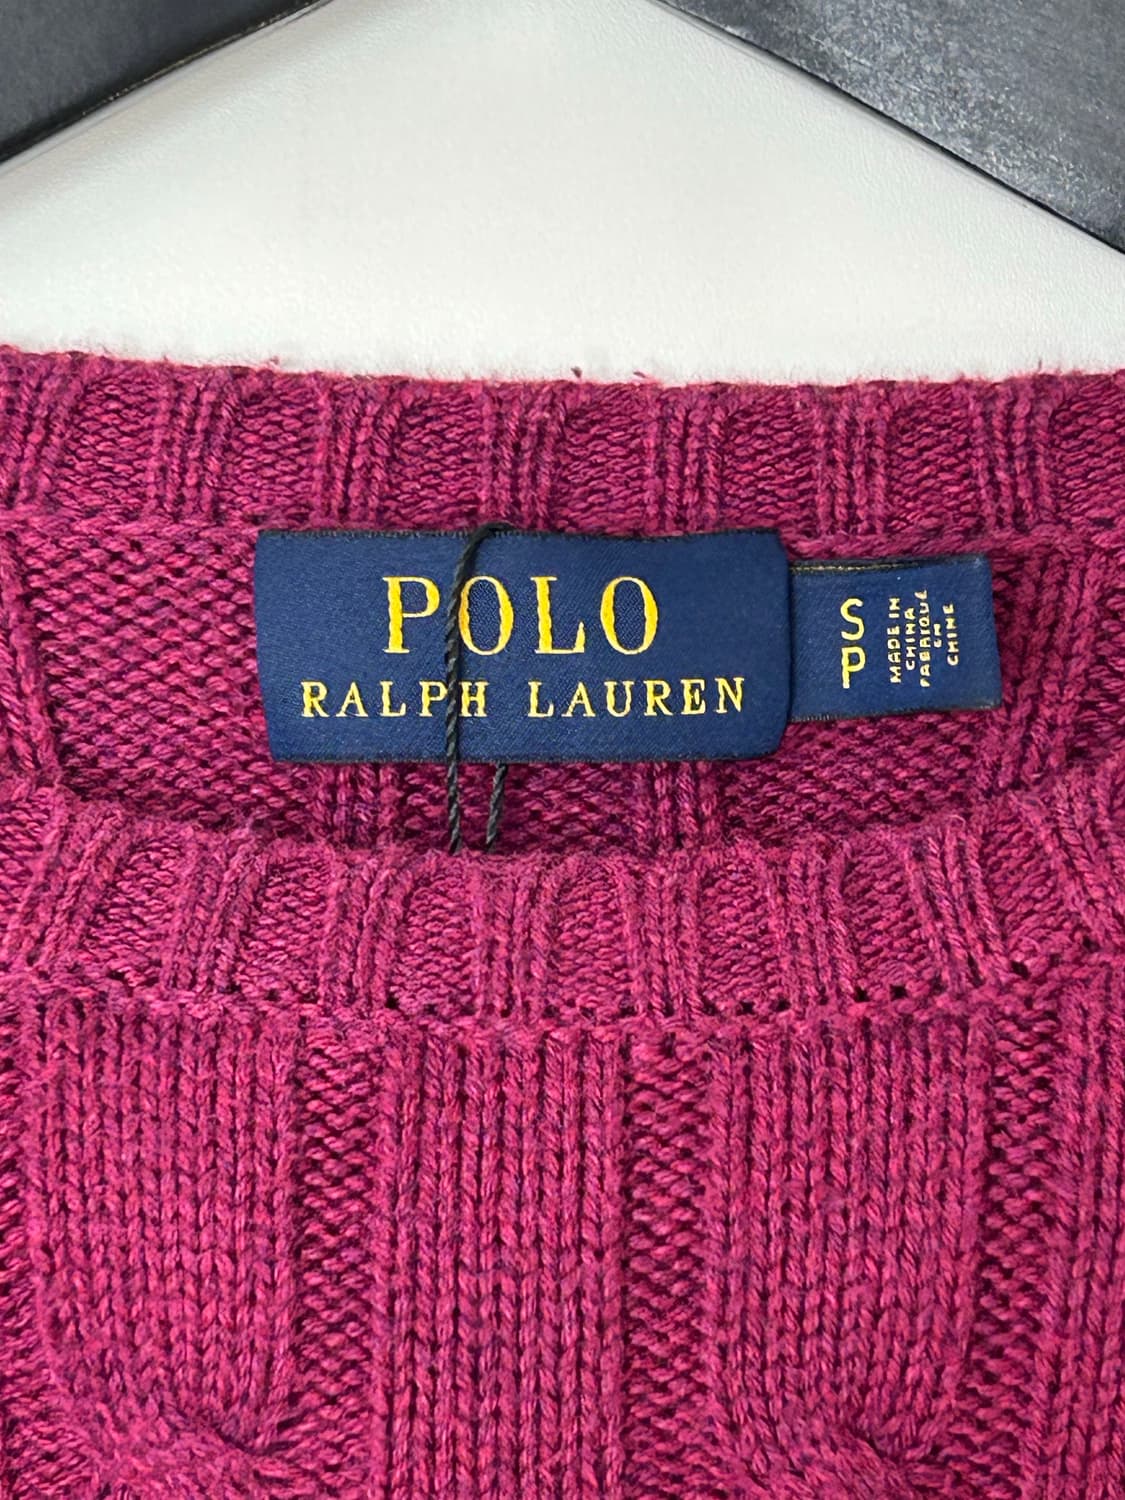 POLO
RALPH LAUREN
S
P
MADE IN
CHINA
FABRIQUÉ
EN
CHINE